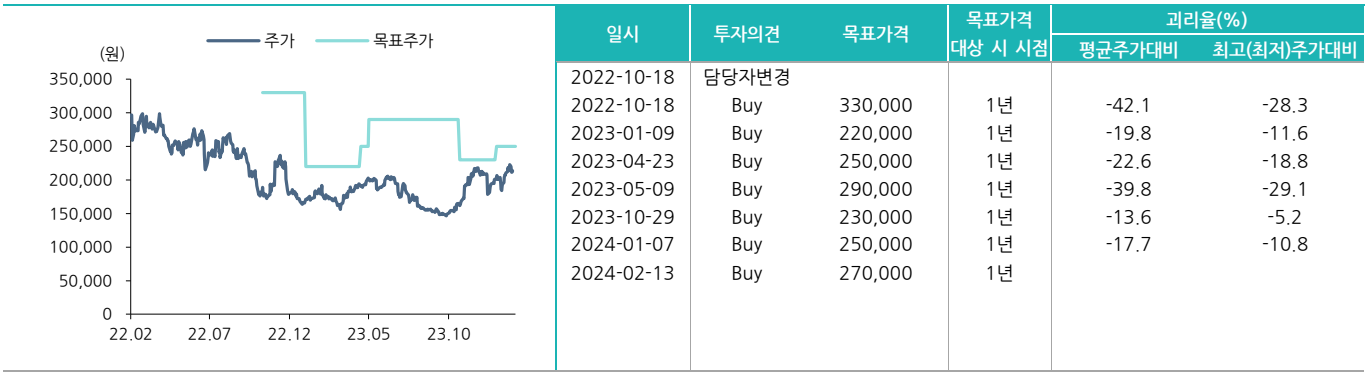 (원)
주가 목표주가
350,000
300,000
250,000
200,000
150,000
100,000
50,000
0
22.02 22.07 22.12 23.05 23.10
일시 투자의견 목표가격 목표가격 대상 시 시점 괴리율(%)
평균주가대비 최고(최저)주가대비
2022-10-18 담당자변경
2022-10-18 Buy 330,000 1년 -42.1 -28.3
2023-01-09 Buy 220,000 1년 -19.8 -11.6
2023-04-23 Buy 250,000 1년 -22.6 -18.8
2023-05-09 Buy 290,000 1년 -39.8 -29.1
2023-10-29 Buy 230,000 1년 -13.6 -5.2
2024-01-07 Buy 250,000 1년 -17.7 -10.8
2024-02-13 Buy 270,000 1년